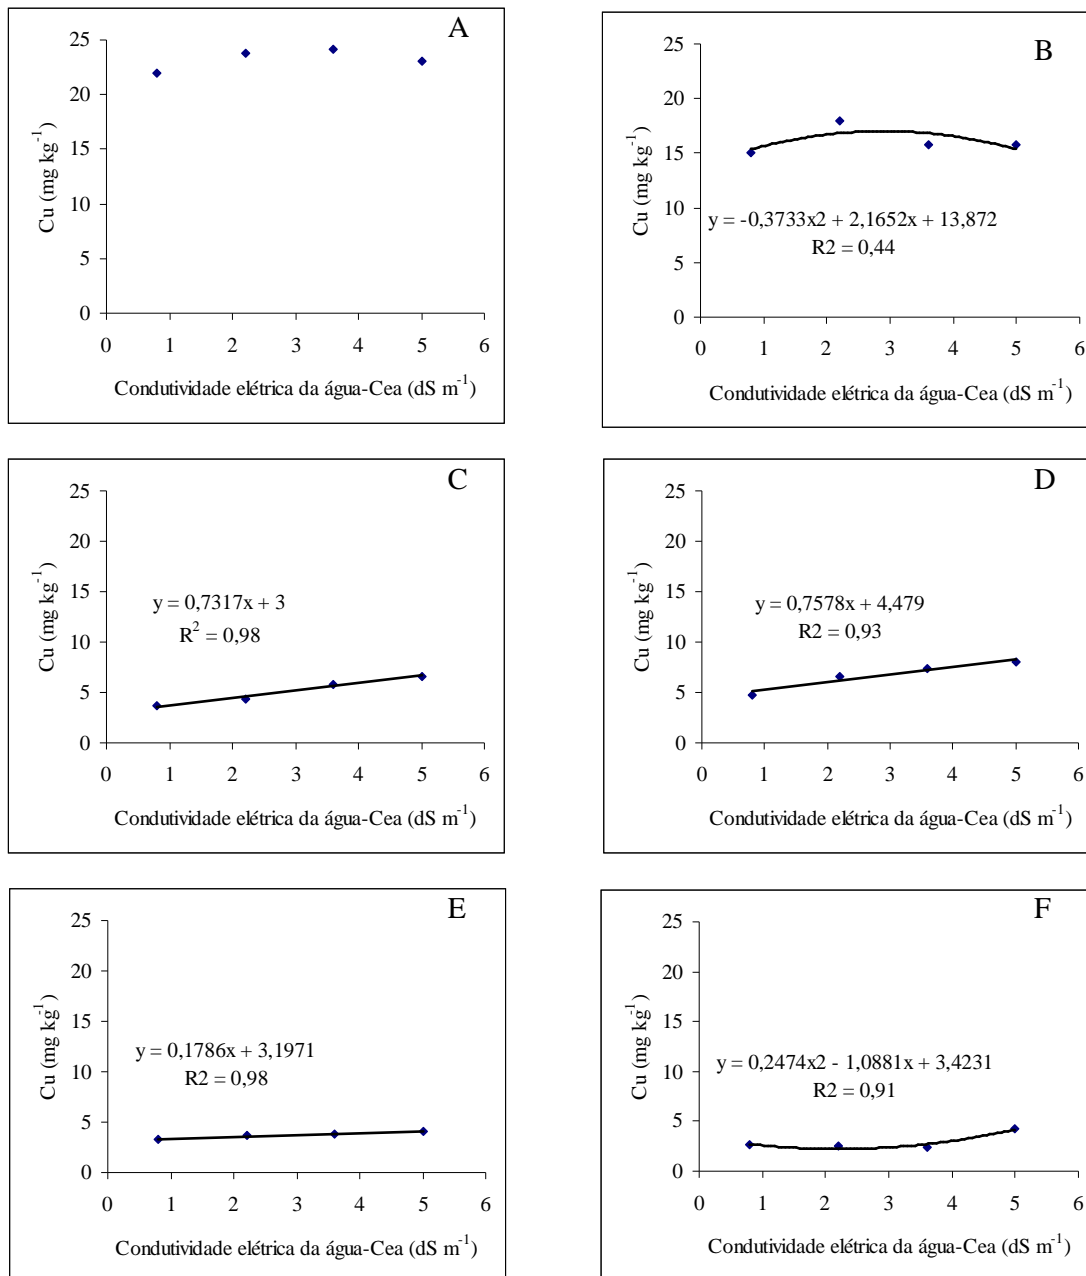 A
25
20
15
10
5
0
0 1 2 3 4 5 6
Cu (mg kg⁻¹)
Condutividade elétrica da água-Cea (dS m⁻¹)
B
25
20
15
10
5
0
0 1 2 3 4 5 6
Cu (mg kg⁻¹)
y = -0,3733x2 + 2,1652x + 13,872
R2 = 0,44
Condutividade elétrica da água-Cea (dS m⁻¹)
C
25
20
15
10
5
0
0 1 2 3 4 5 6
Cu (mg kg⁻¹)
y = 0,7317x + 3
R² = 0,98
Condutividade elétrica da água-Cea (dS m⁻¹)
D
25
20
15
10
5
0
0 1 2 3 4 5 6
Cu (mg kg⁻¹)
y = 0,7578x + 4,479
R2 = 0,93
Condutividade elétrica da água-Cea (dS m⁻¹)
E
25
20
15
10
5
0
0 1 2 3 4 5 6
Cu (mg kg⁻¹)
y = 0,1786x + 3,1971
R2 = 0,98
Condutividade elétrica da água-Cea (dS m⁻¹)
F
25
20
15
10
5
0
0 1 2 3 4 5 6
Cu (mg kg⁻¹)
y = 0,2474x2 - 1,0881x + 3,4231
R2 = 0,91
Condutividade elétrica da água-Cea (dS m⁻¹)